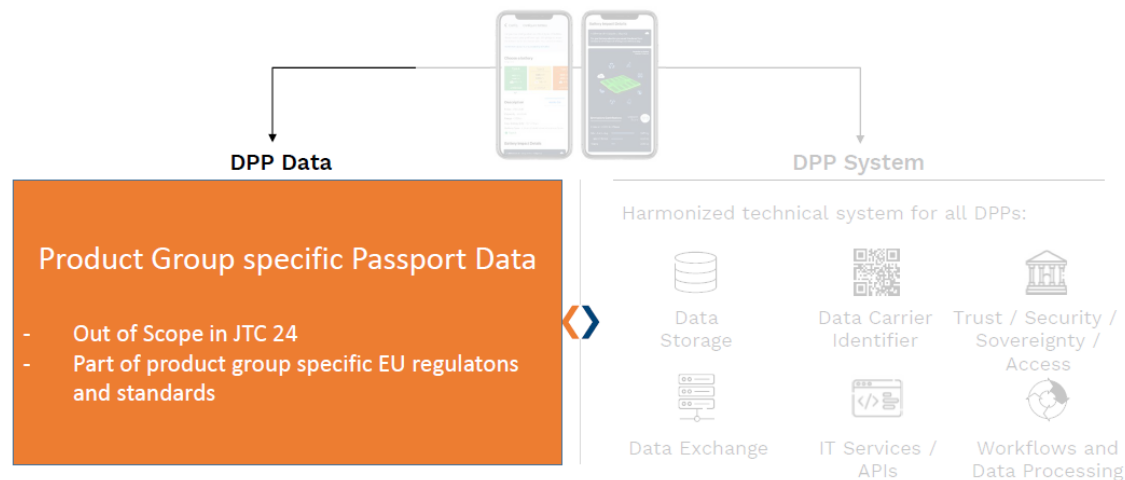 DPP Data
Product Group specific Passport Data
- Out of Scope in JTC 24
- Part of product group specific EU regulatons
and standards
DPP System
Harmonized technical system for all DPPs:
Data
Storage
Data Carrier
Identifier
Trust / Security /
Sovereignty /
Access
Data Exchange
IT Services /
APIs
Workflows and
Data Processing